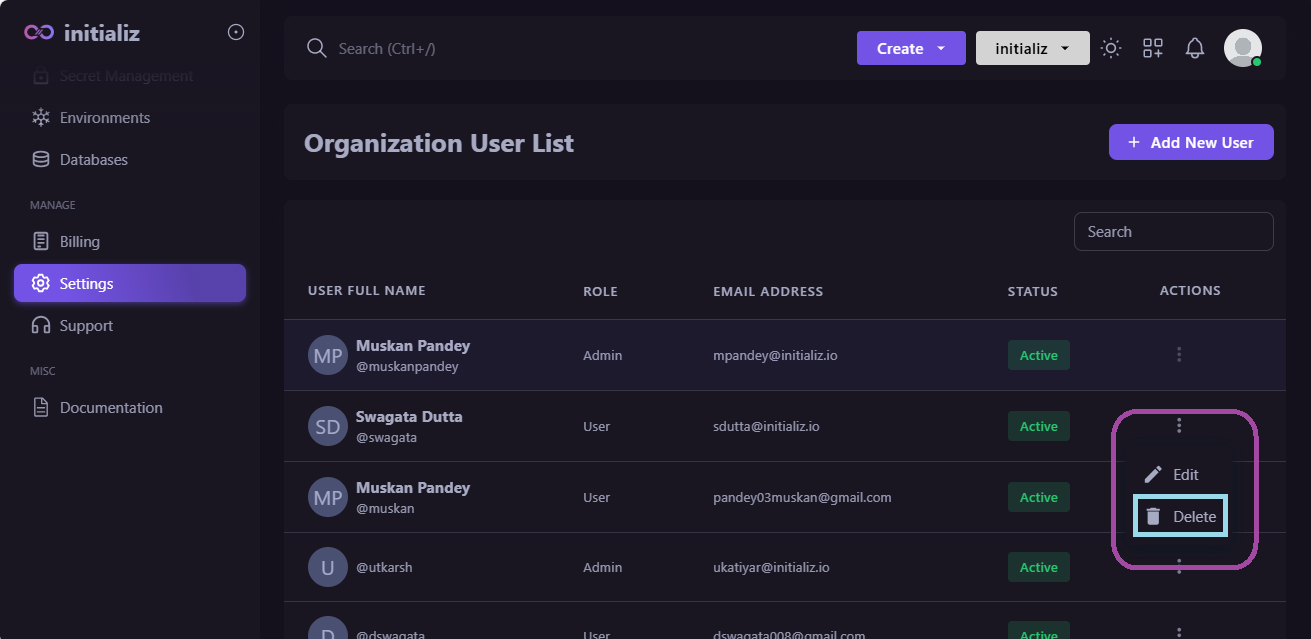 initializ
Secret Management
Environments
Databases
MANAGE
Billing
Settings
Support
MISC
Documentation
Search (Ctrl+/)
Create
initializ
Organization User List
+ Add New User
Search
USER FULL NAME ROLE EMAIL ADDRESS STATUS ACTIONS
MP Muskan Pandey
@muskanpandey Admin mpandey@initializ.io Active
SD Swagata Dutta
@swagata User sdutta@initializ.io Active
Edit
MP Muskan Pandey
@muskan User pandey03muskan@gmail.com Active
Delete
U @utkarsh Admin ukatiyar@initializ.io Active
D @dswagata User dswagata008@gmail.com Active